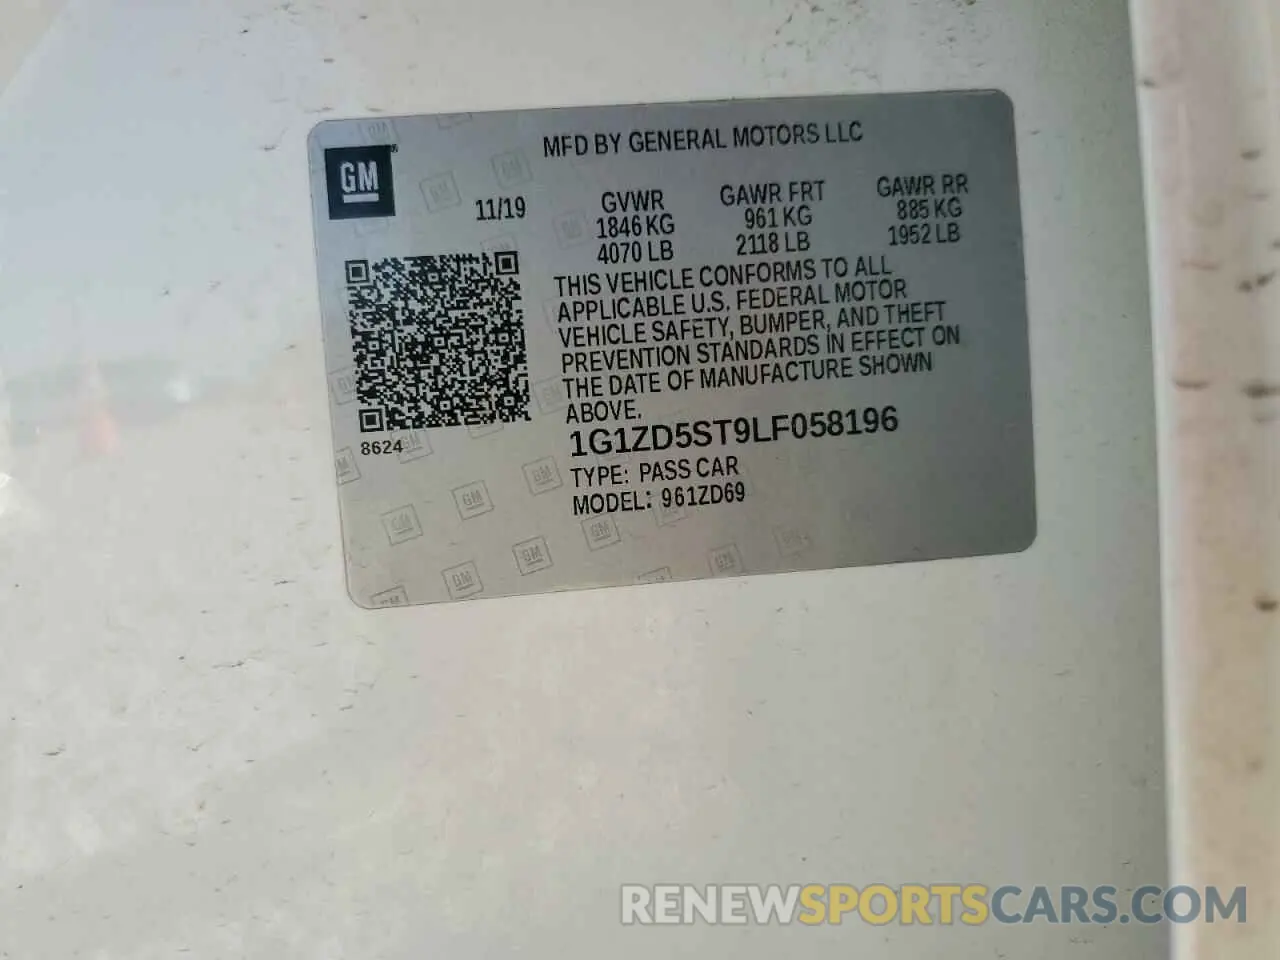 MFD BY GENERAL MOTORS LLC
GM
11/19
GVWR GAWR FRT GAWR RR
1846 KG 961 KG 885 KG
4070 LB 2118 LB 1952 LB
THIS VEHICLE CONFORMS TO ALL
APPLICABLE U.S. FEDERAL MOTOR
VEHICLE SAFETY, BUMPER, AND THEFT
PREVENTION STANDARDS IN EFFECT ON
THE DATE OF MANUFACTURE SHOWN
ABOVE.
8624
1G1ZD5ST9LF058196
TYPE: PASS CAR
MODEL: 961ZD69
RENEWSPORTSCARS.COM